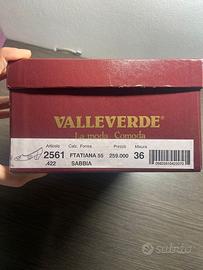 VALLEVERDE®
La moda Comoda
Articolo Calz. Forma Prezzo Misura
2561 FTATIANA 55 259.000 36
.422 SABBIA
subito